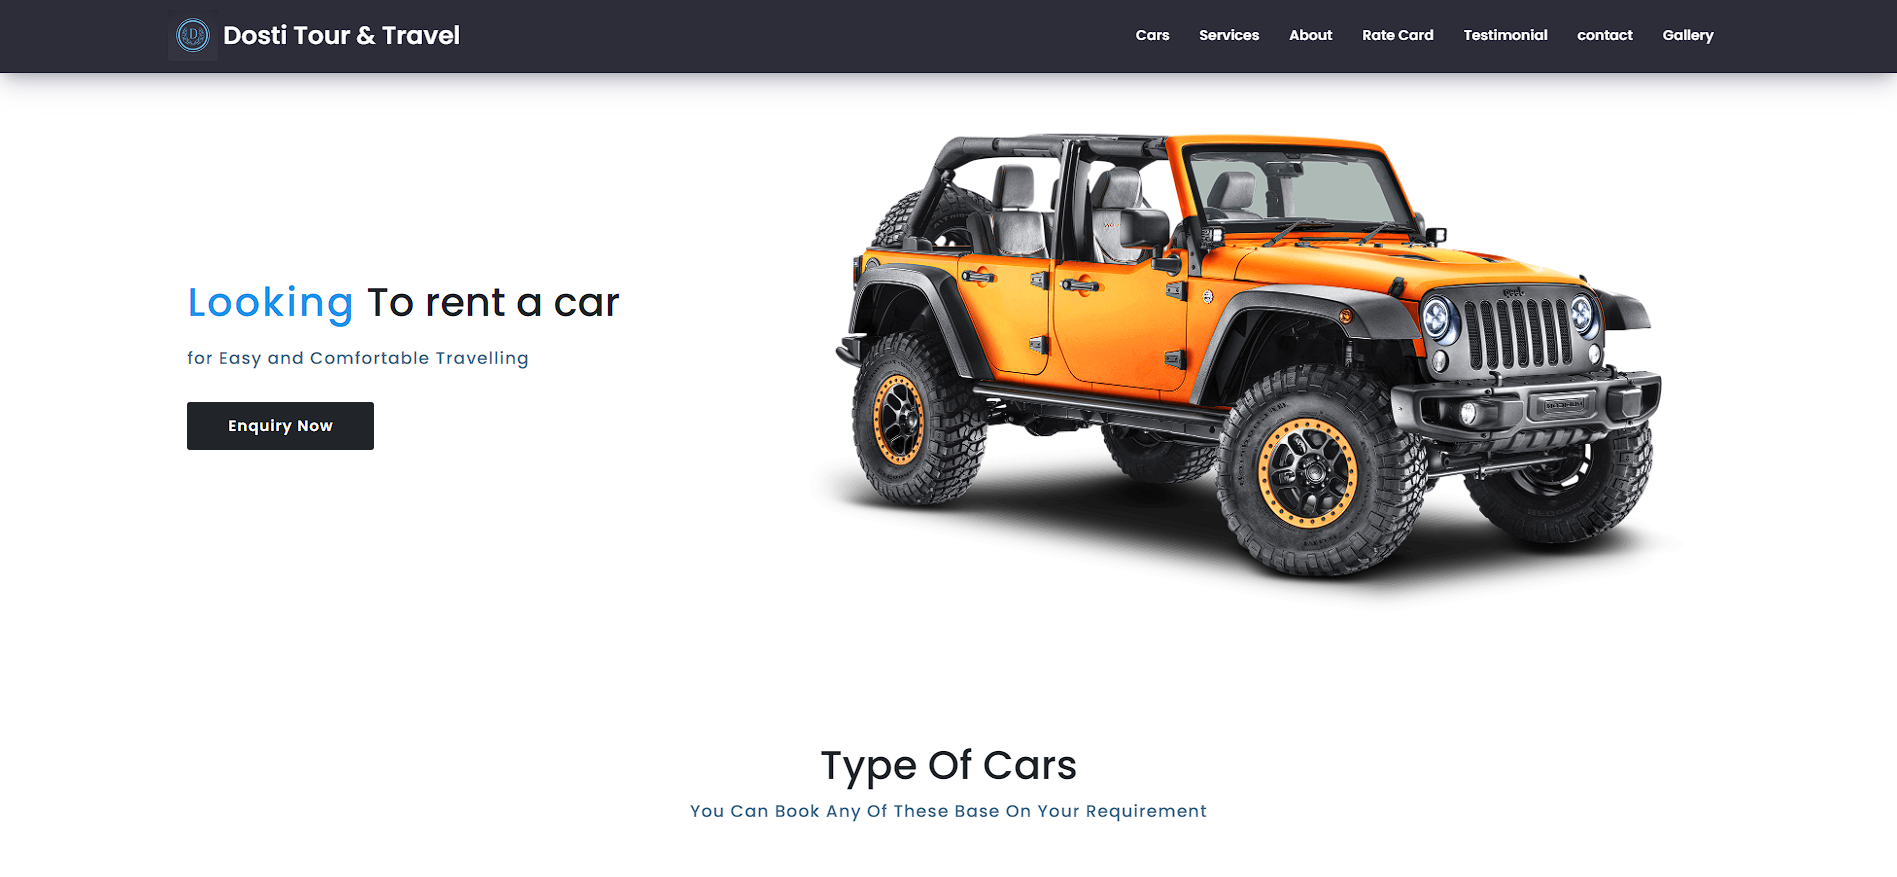 D
Dosti Tour & Travel
Cars
Services
About
Rate Card
Testimonial
contact
Gallery
Looking To rent a car
for Easy and Comfortable Travelling
Enquiry Now
Jeep
Type Of Cars
You Can Book Any Of These Base On Your Requirement